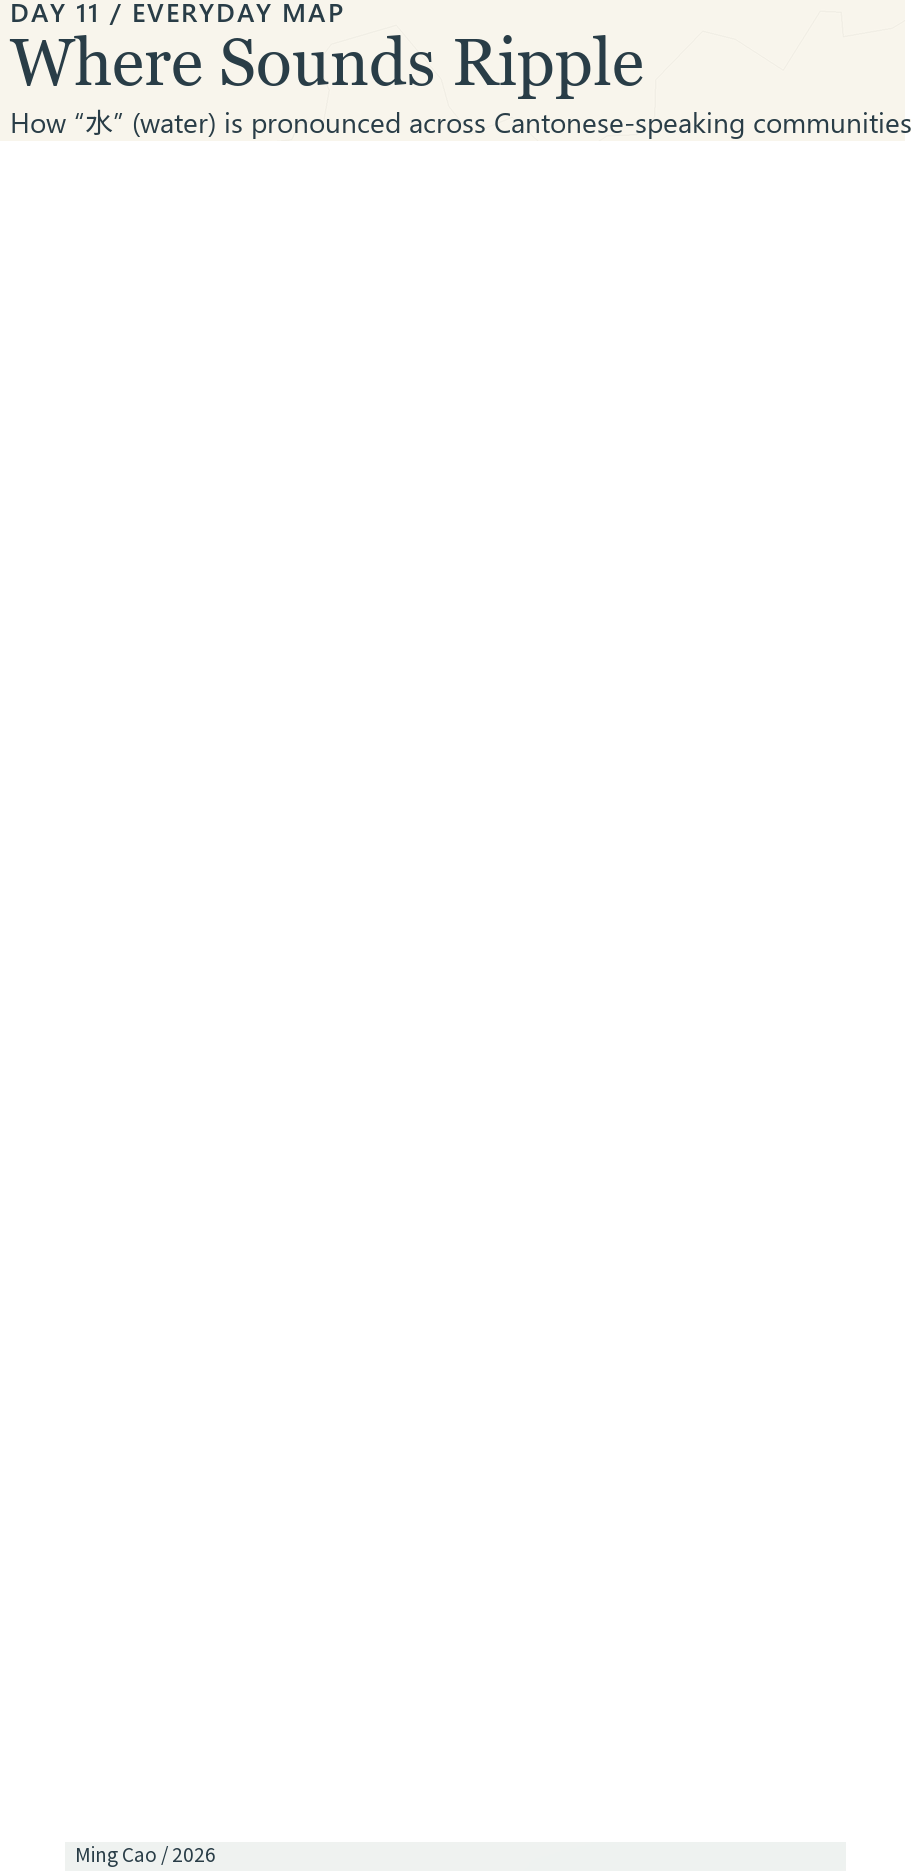 DAY 11 / EVERYDAY MAP
Where Sounds Ripple
How “水” (water) is pronounced across Cantonese-speaking communities
Ming Cao / 2026